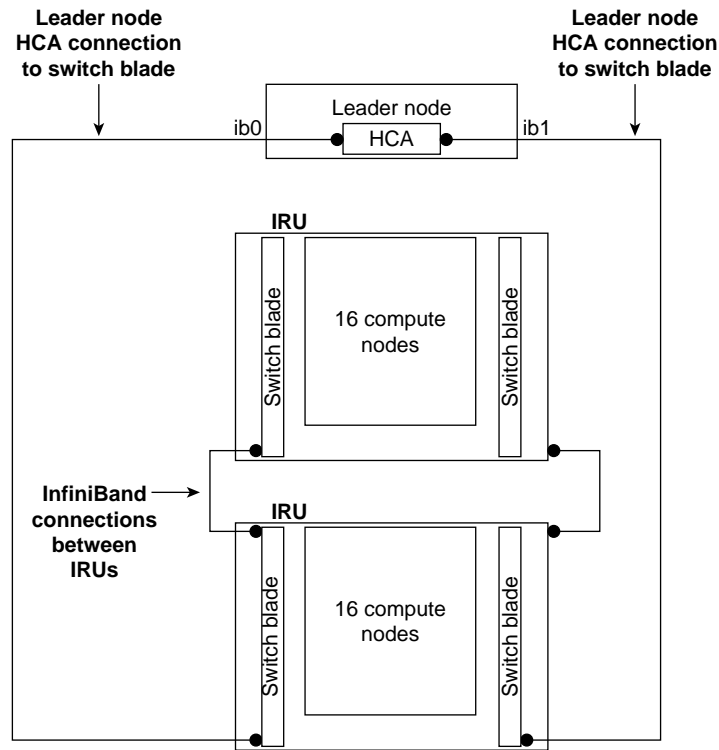 Leader node
HCA connection
to switch blade
Leader node
HCA connection
to switch blade
Leader node
ib0
HCA
ib1
IRU
Switch blade
16 compute
nodes
Switch blade
InfiniBand
connections
between
IRUs
IRU
Switch blade
16 compute
nodes
Switch blade